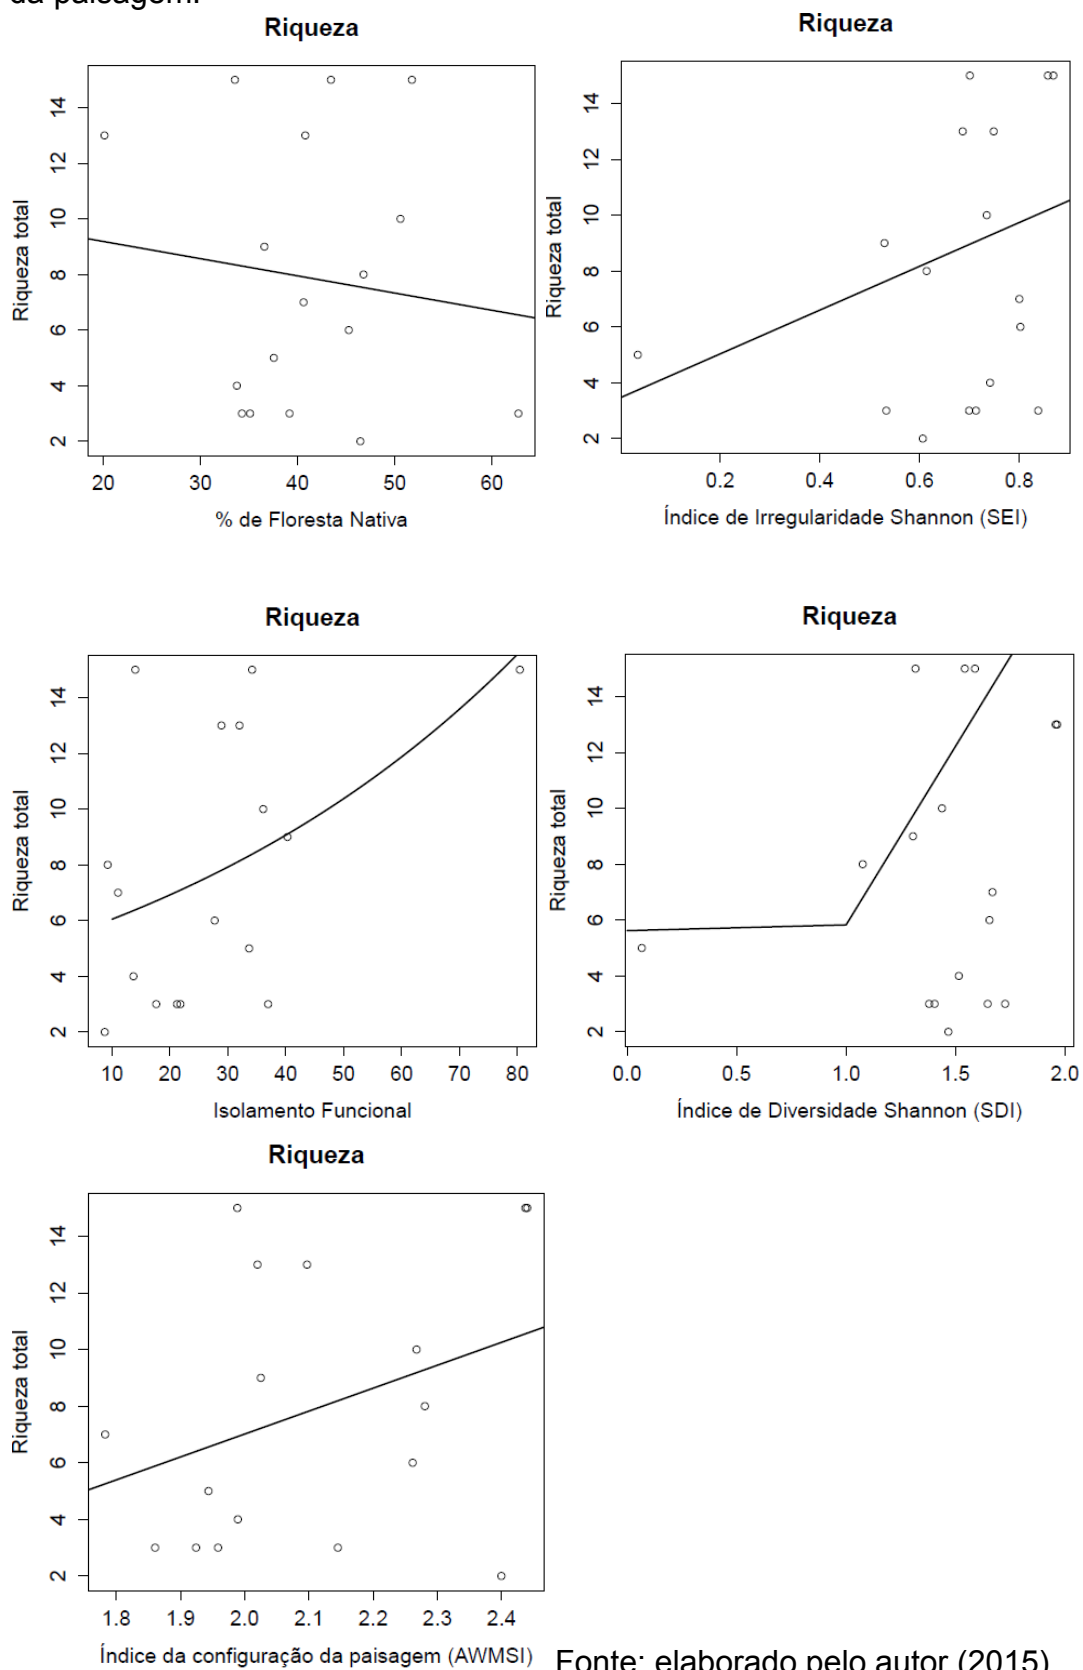 da paisagem.
Riqueza
Riqueza total
14
12
10
8
6
4
2
20 30 40 50 60
% de Floresta Nativa
Riqueza
Riqueza total
14
12
10
8
6
4
2
0.2 0.4 0.6 0.8
Índice de Irregularidade Shannon (SEI)
Riqueza
Riqueza total
14
12
10
8
6
4
2
10 20 30 40 50 60 70 80
Isolamento Funcional
Riqueza
Riqueza total
14
12
10
8
6
4
2
0.0 0.5 1.0 1.5 2.0
Índice de Diversidade Shannon (SDI)
Riqueza
Riqueza total
14
12
10
8
6
4
2
1.8 1.9 2.0 2.1 2.2 2.3 2.4
Índice da configuração da paisagem (AWMSI)
Fonte: elaborado pelo autor (2015)